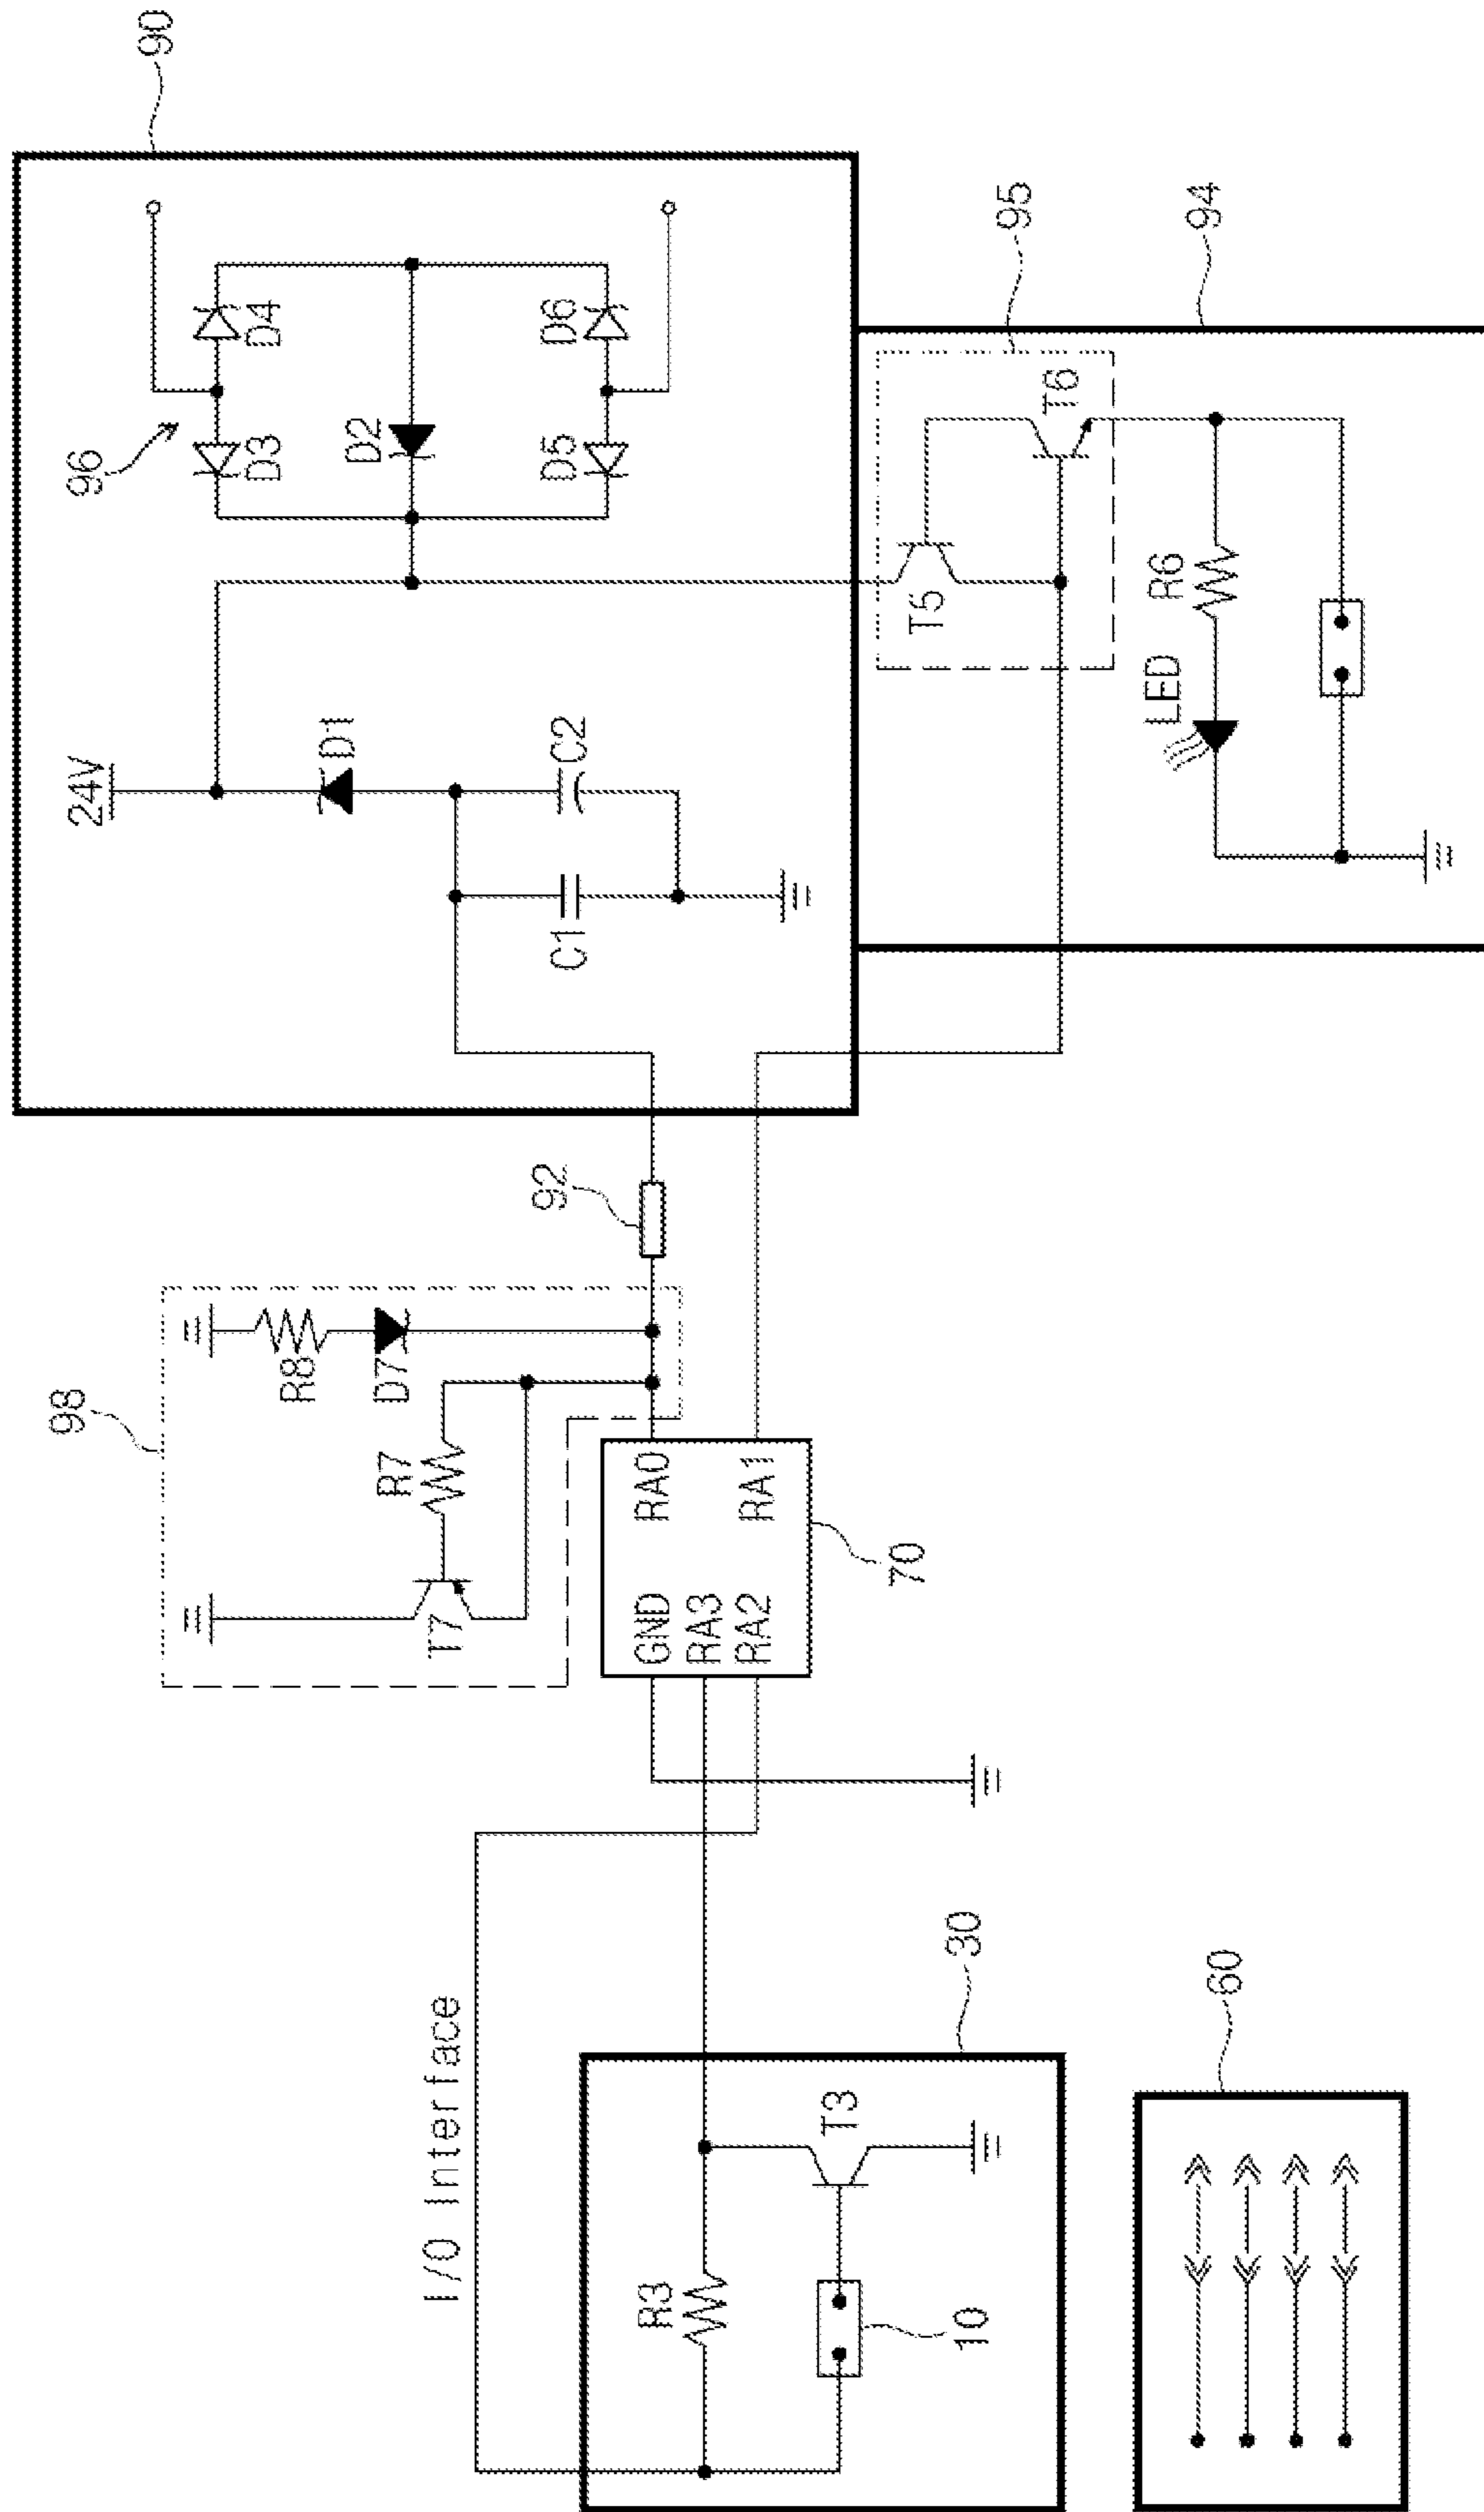 90
96
D4
D3
D2
D6
D5
24V
D1
C2
C1
95
94
T6
T5
R6
LED
92
98
R8
D7
R7
T7
RA0
RA1
GND
RA3
RA2
70
I/O Interface
30
R3
T3
10
60